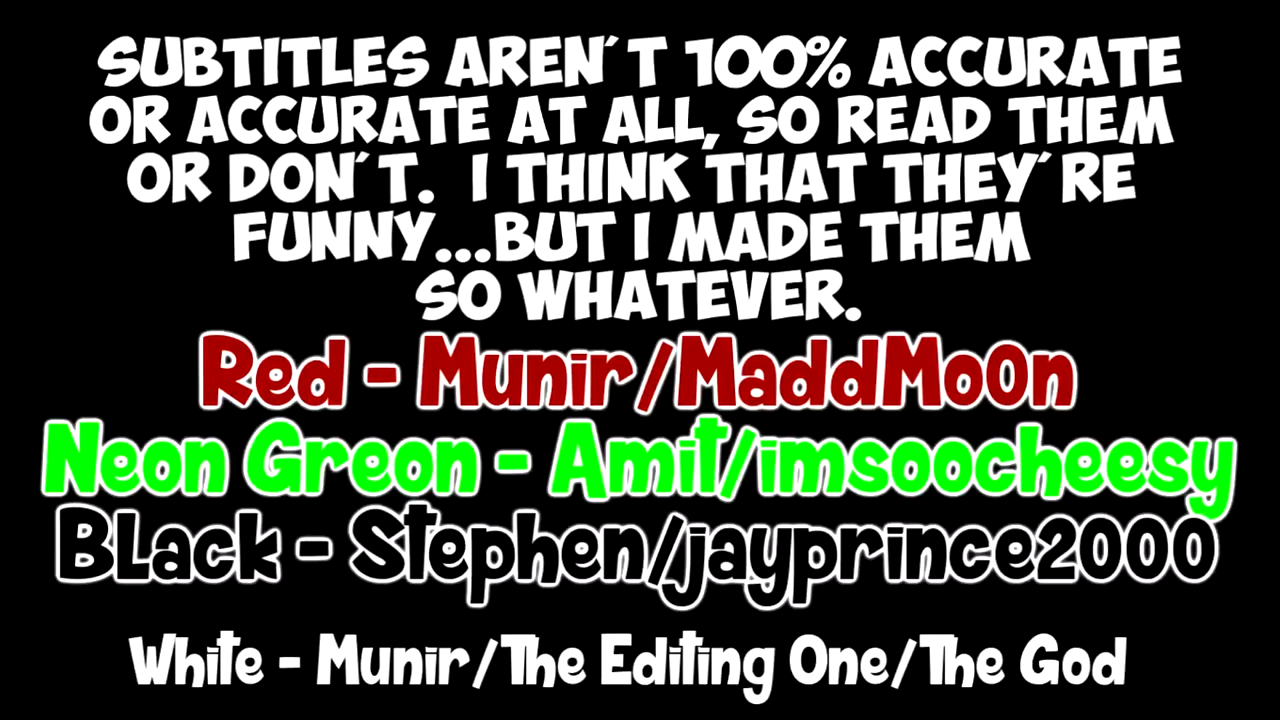 SUBTITLES AREN'T 100% ACCURATE
OR ACCURATE AT ALL, SO READ THEM
OR DON'T. I THINK THAT THEY'RE
FUNNY...BUT I MADE THEM
SO WHATEVER.
Red - Munir/MaddMo0n
Neon Greon - Amit/imsoocheesy
BLack - Stephen/jayprince2000
White - Munir/The Editing One/The God